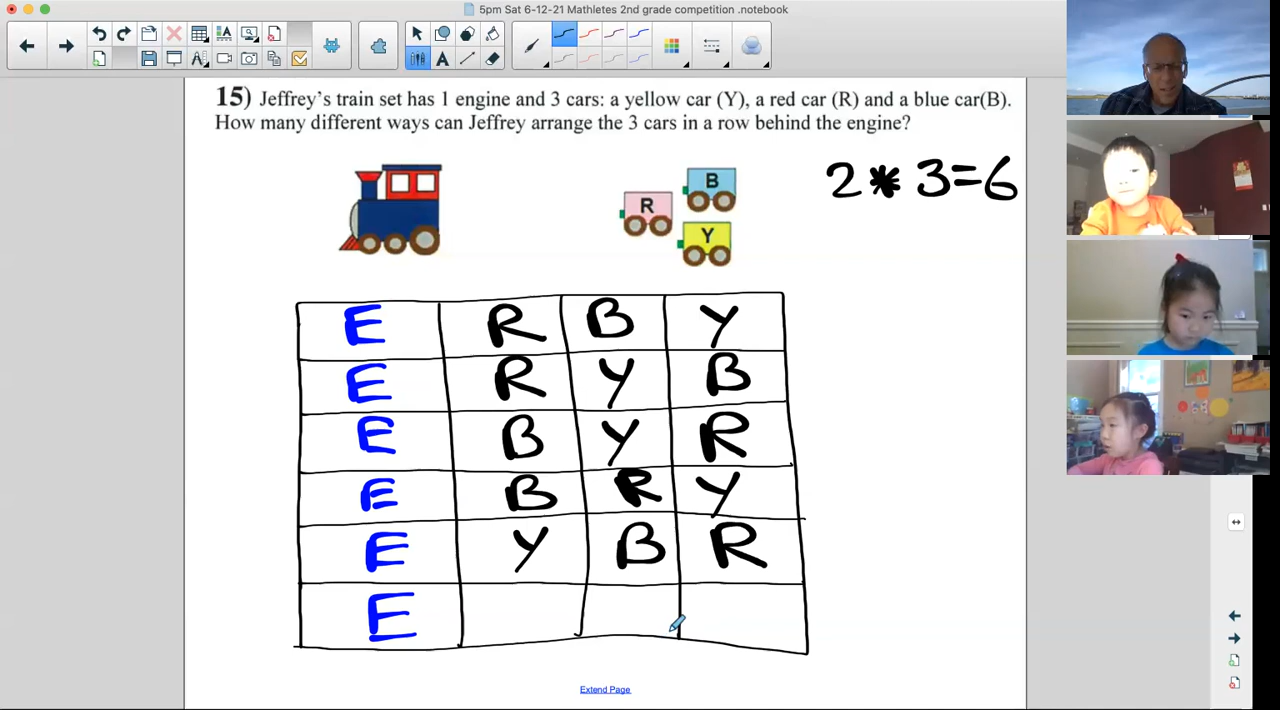 5pm Sat 6-12-21 Mathletes 2nd grade competition .notebook
15) Jeffrey's train set has 1 engine and 3 cars: a yellow car (Y), a red car (R) and a blue car(B).
How many different ways can Jeffrey arrange the 3 cars in a row behind the engine?
2 * 3=6
B
R
Y
E R B Y
E R Y B
E B Y R
E B R Y
E Y B R
E
Extend Page